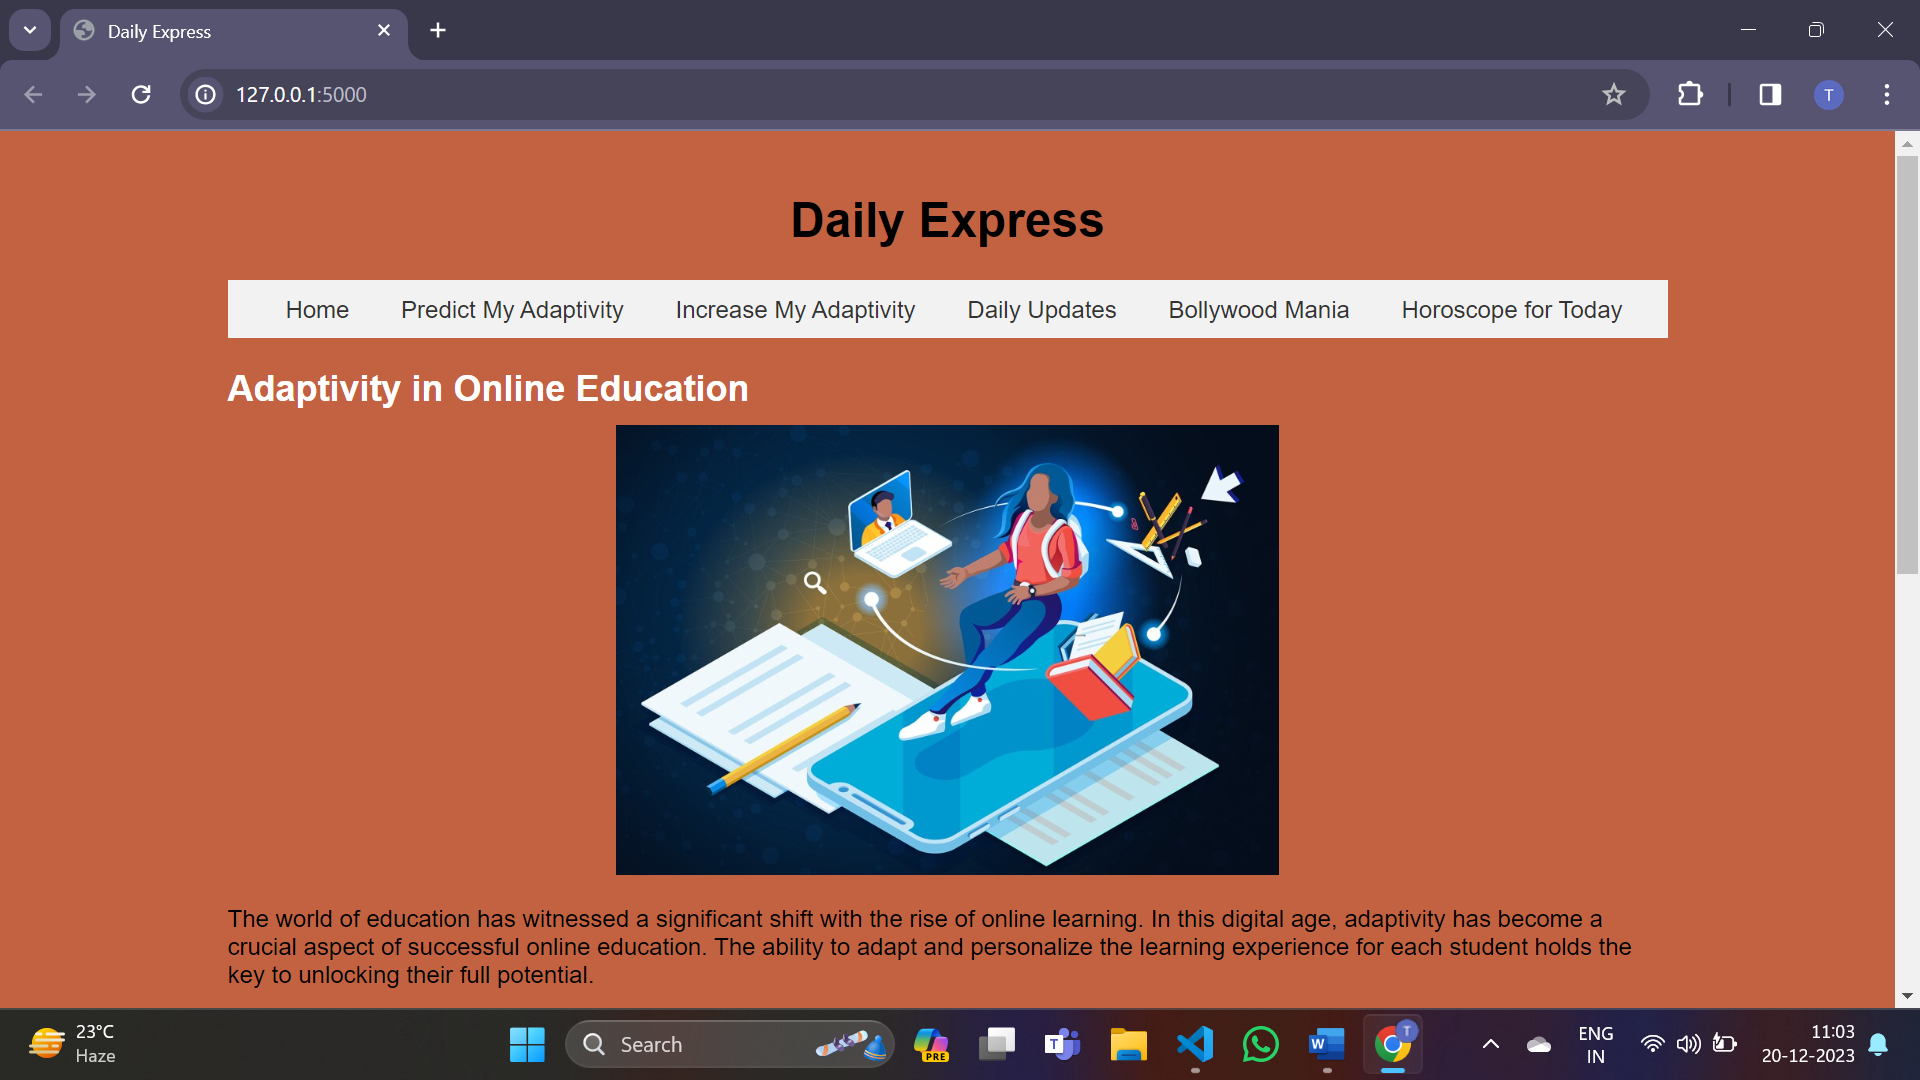 Daily Express
127.0.0.1:5000
T
Daily Express
Home Predict My Adaptivity Increase My Adaptivity Daily Updates Bollywood Mania Horoscope for Today
Adaptivity in Online Education
The world of education has witnessed a significant shift with the rise of online learning. In this digital age, adaptivity has become a
crucial aspect of successful online education. The ability to adapt and personalize the learning experience for each student holds the
key to unlocking their full potential.
23°C
Haze
Search
PRE
T
W
T
ENG
IN
11:03
20-12-2023